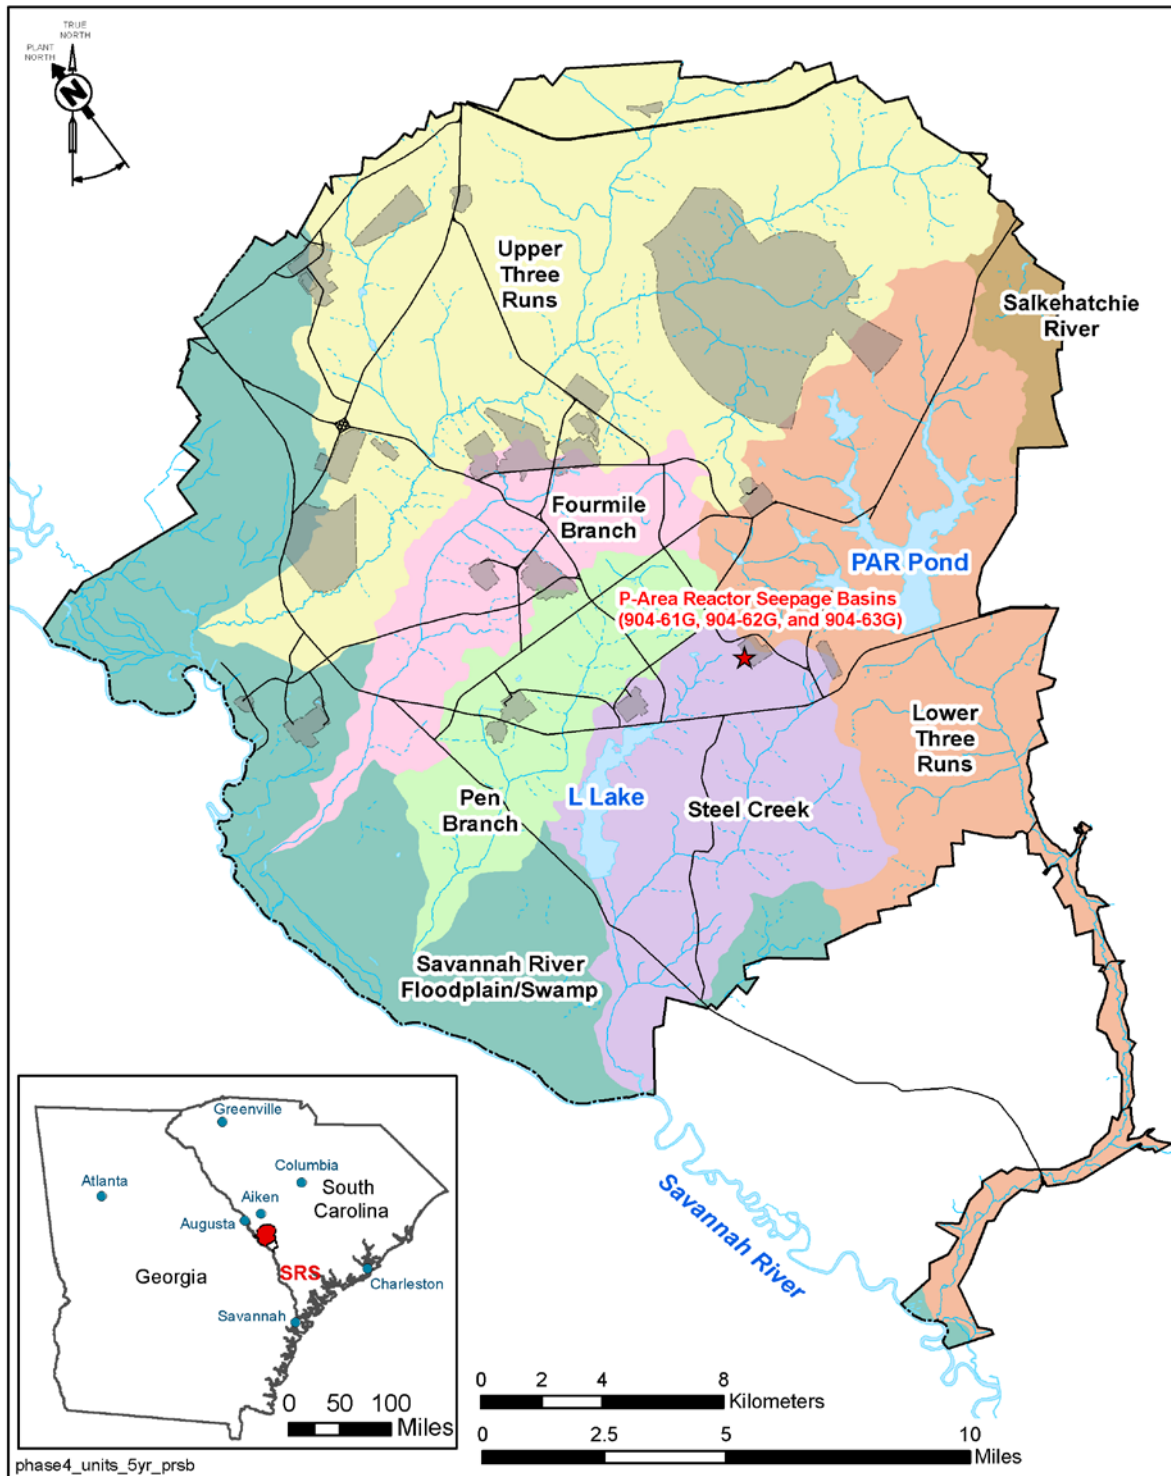 TRUE
NORTH
PLANT
NORTH
N
Upper
Three
Runs
Salkehatchie
River
Fourmile
Branch
PAR Pond
P-Area Reactor Seepage Basins
(904-61G, 904-62G, and 904-63G)
Lower
Three
Runs
L Lake
Pen
Branch
Steel Creek
Savannah River
Floodplain/Swamp
Savannah River
Greenville
Columbia
Atlanta
Aiken
South
Carolina
Augusta
Georgia
SRS
Charleston
Savannah
0 50 100
Miles
0 2 4 8
Kilometers
0 2.5 5 10
Miles
phase4_units_5yr_prsb